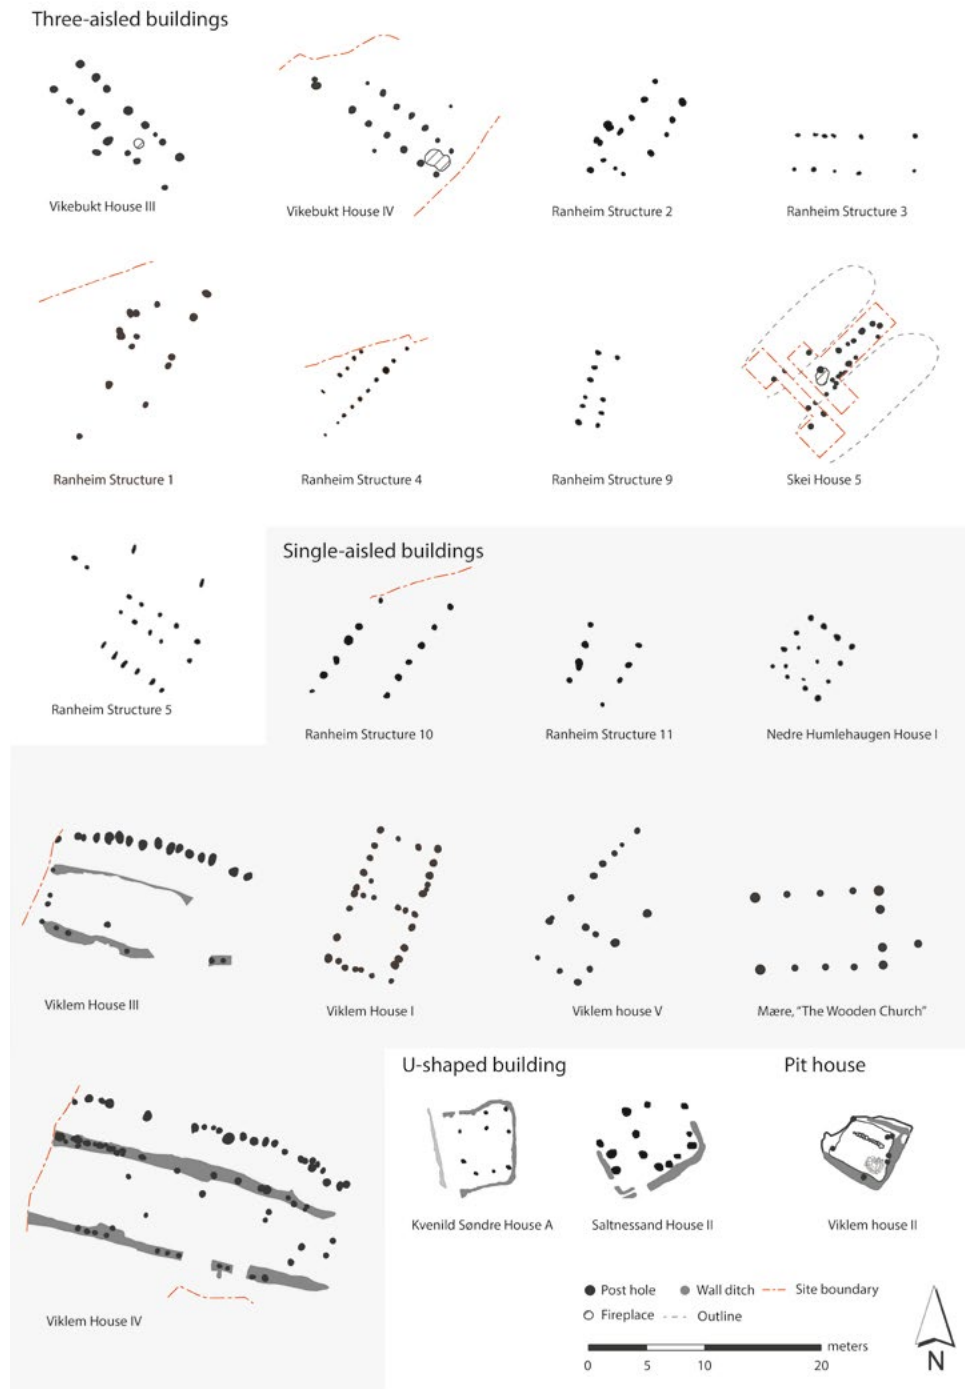 Three-aisled buildings
Vikebukt House III
Vikebukt House IV
Ranheim Structure 2
Ranheim Structure 3
Ranheim Structure 1
Ranheim Structure 4
Ranheim Structure 9
Skei House 5
Ranheim Structure 5
Single-aisled buildings
Ranheim Structure 10
Ranheim Structure 11
Nedre Humlehaugen House I
Viklem House III
Viklem House I
Viklem house V
Mære, "The Wooden Church"
Viklem House IV
U-shaped building
Kvenild Søndre House A
Saltnessand House II
Pit house
Viklem house II
Post hole
Wall ditch
Site boundary
Fireplace
Outline
meters
0 5 10 20
N